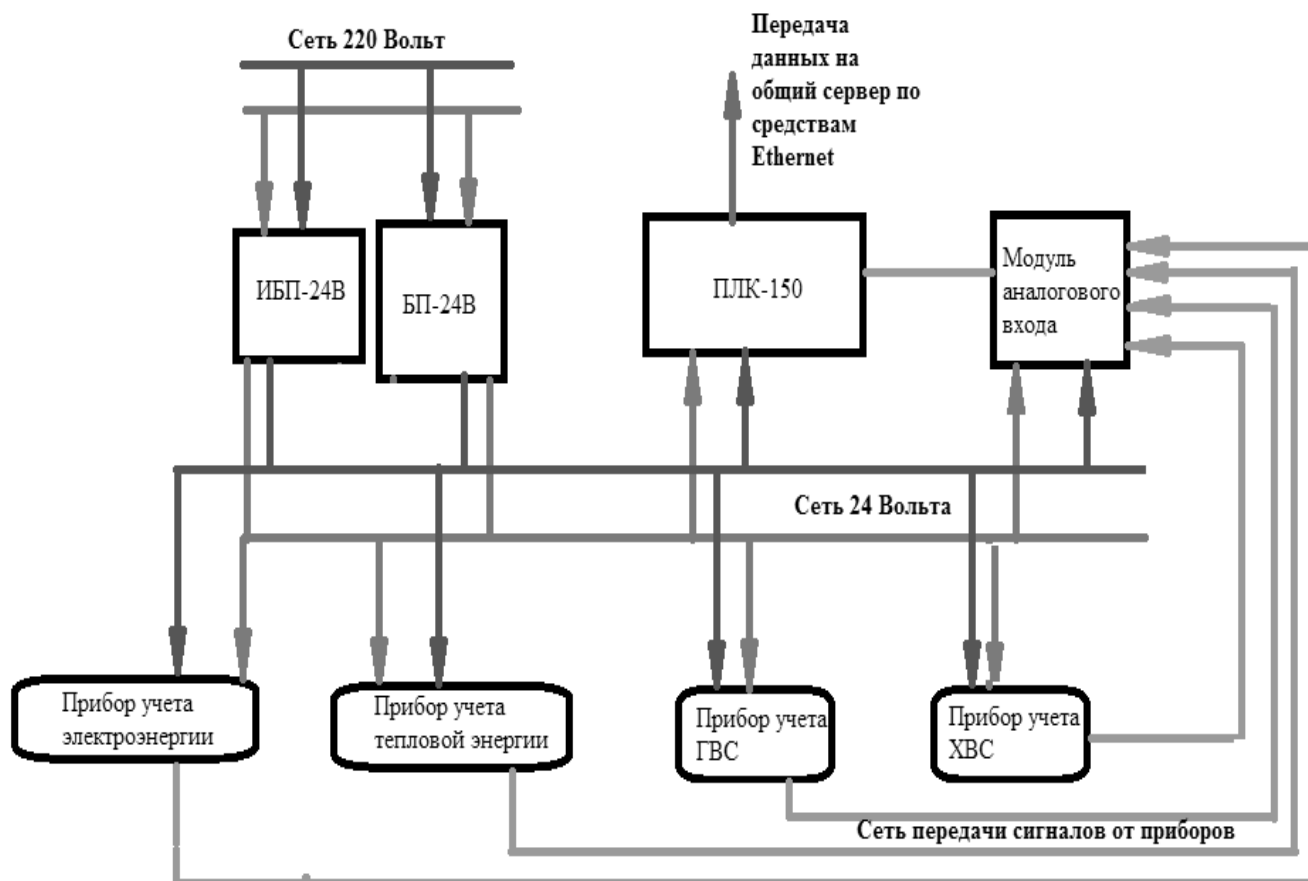 Сеть 220 Вольт
Передача
данных на
общий сервер по
средствам
Ethernet
ИБП-24В
БП-24В
ПЛК-150
Модуль
аналогового
входа
Сеть 24 Вольта
Прибор учета
электроэнергии
Прибор учета
тепловой энергии
Прибор учета
ГВС
Прибор учета
ХВС
Сеть передачи сигналов от приборов